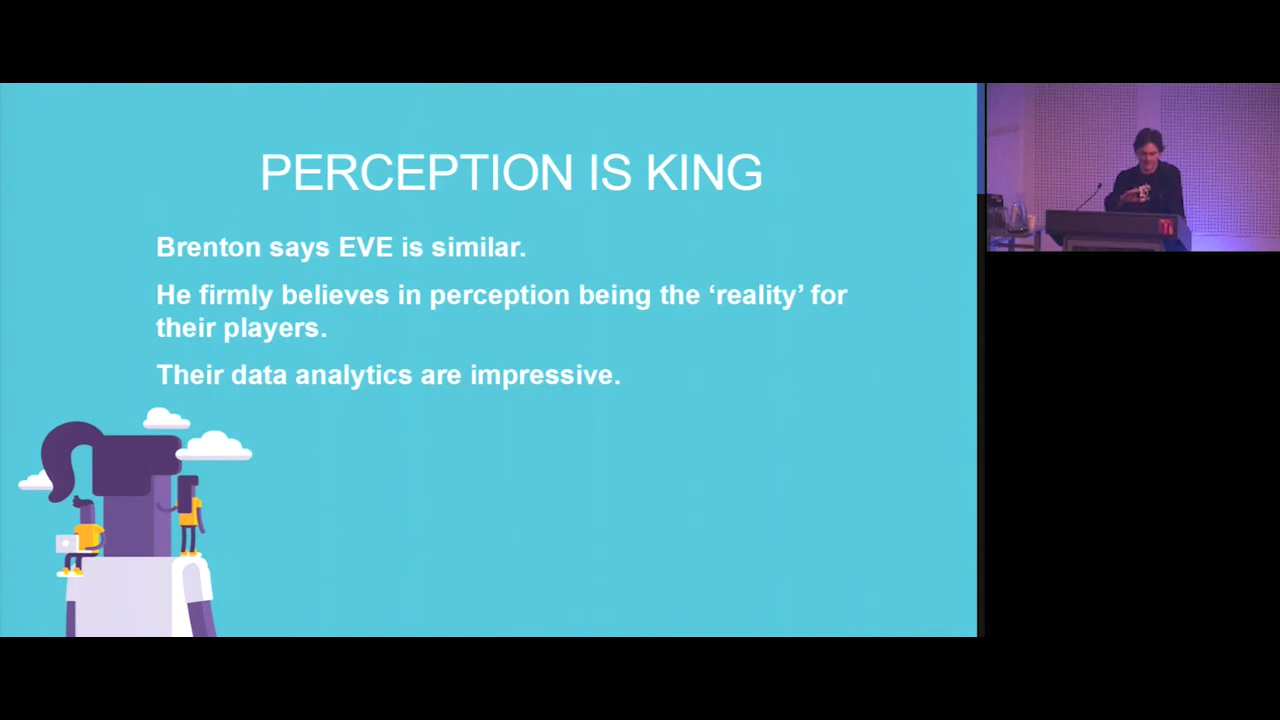 PERCEPTION IS KING
Brenton says EVE is similar.
He firmly believes in perception being the ‘reality’ for
their players.
Their data analytics are impressive.